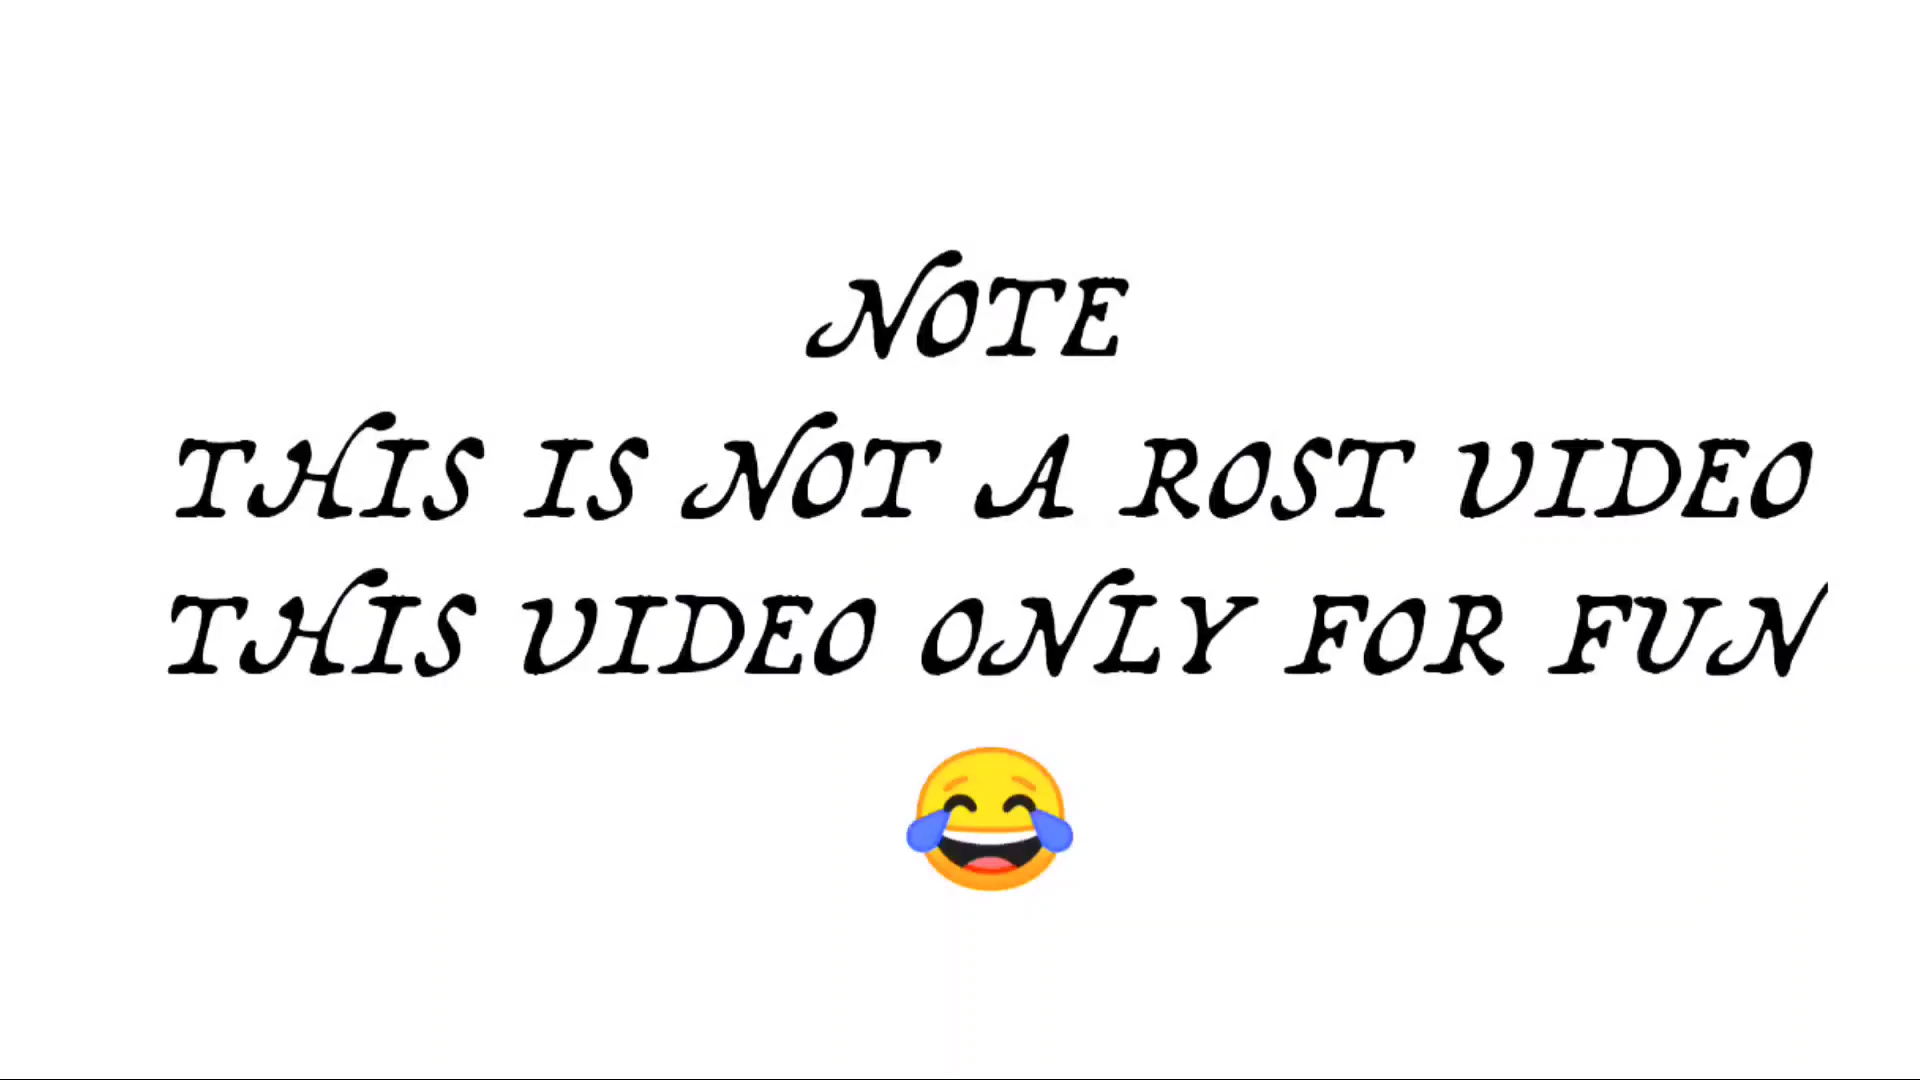 NOTE
THIS IS NOT A ROST VIDEO
THIS VIDEO ONLY FOR FUN
😂